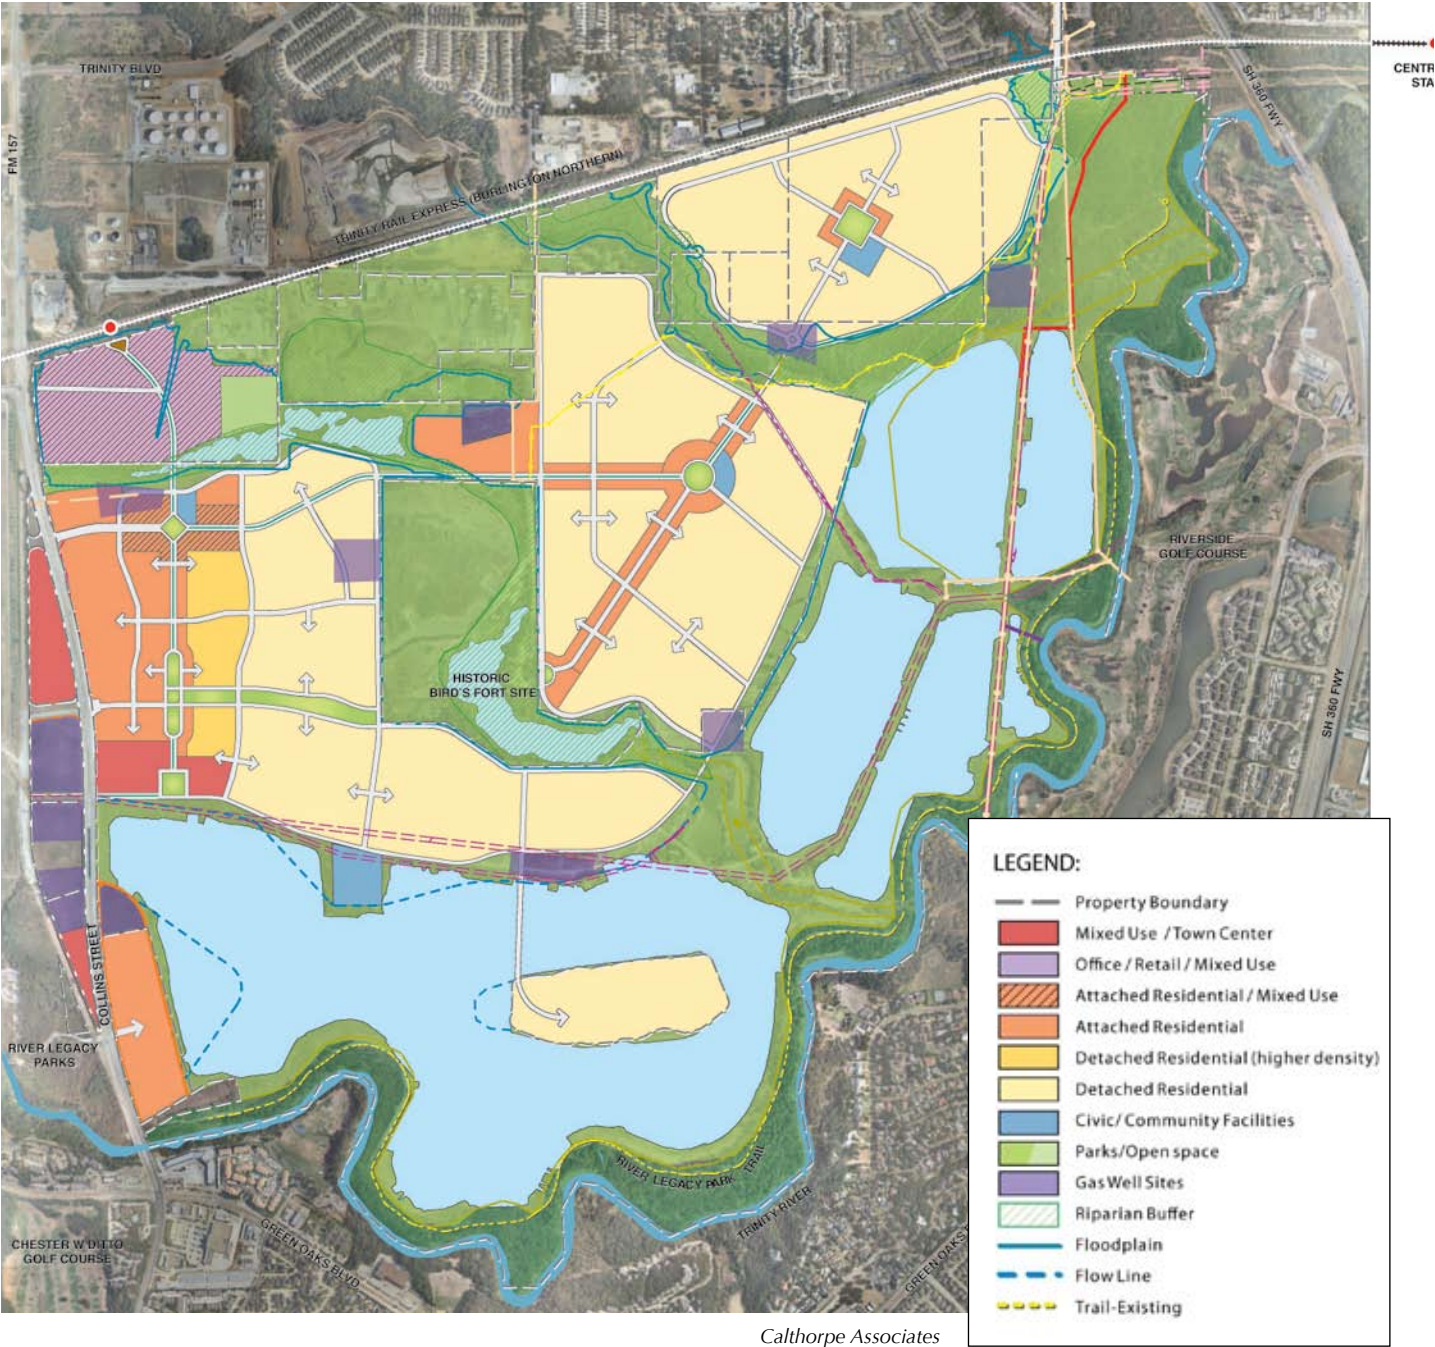 TRINITY BLVD
SH 360 FWY
CENTR
STA
FM 157
TRINITY RAIL EXPRESS (BURLINGTON NORTHERN)
RIVERSIDE
GOLF COURSE
HISTORIC
BIRD'S FORT SITE
SH 360 FWY
COLLINS STREET
RIVER LEGACY
PARKS
RIVER LEGACY PARK TRAIL
TRINITY RIVER
GREEN OAKS BLVD
CHESTER W DITTO
GOLF COURSE
GREEN OAKS
LEGEND:
Property Boundary
Mixed Use / Town Center
Office / Retail / Mixed Use
Attached Residential / Mixed Use
Attached Residential
Detached Residential (higher density)
Detached Residential
Civic/ Community Facilities
Parks/Open space
Gas Well Sites
Riparian Buffer
Floodplain
Flow Line
Trail-Existing
Calthorpe Associates